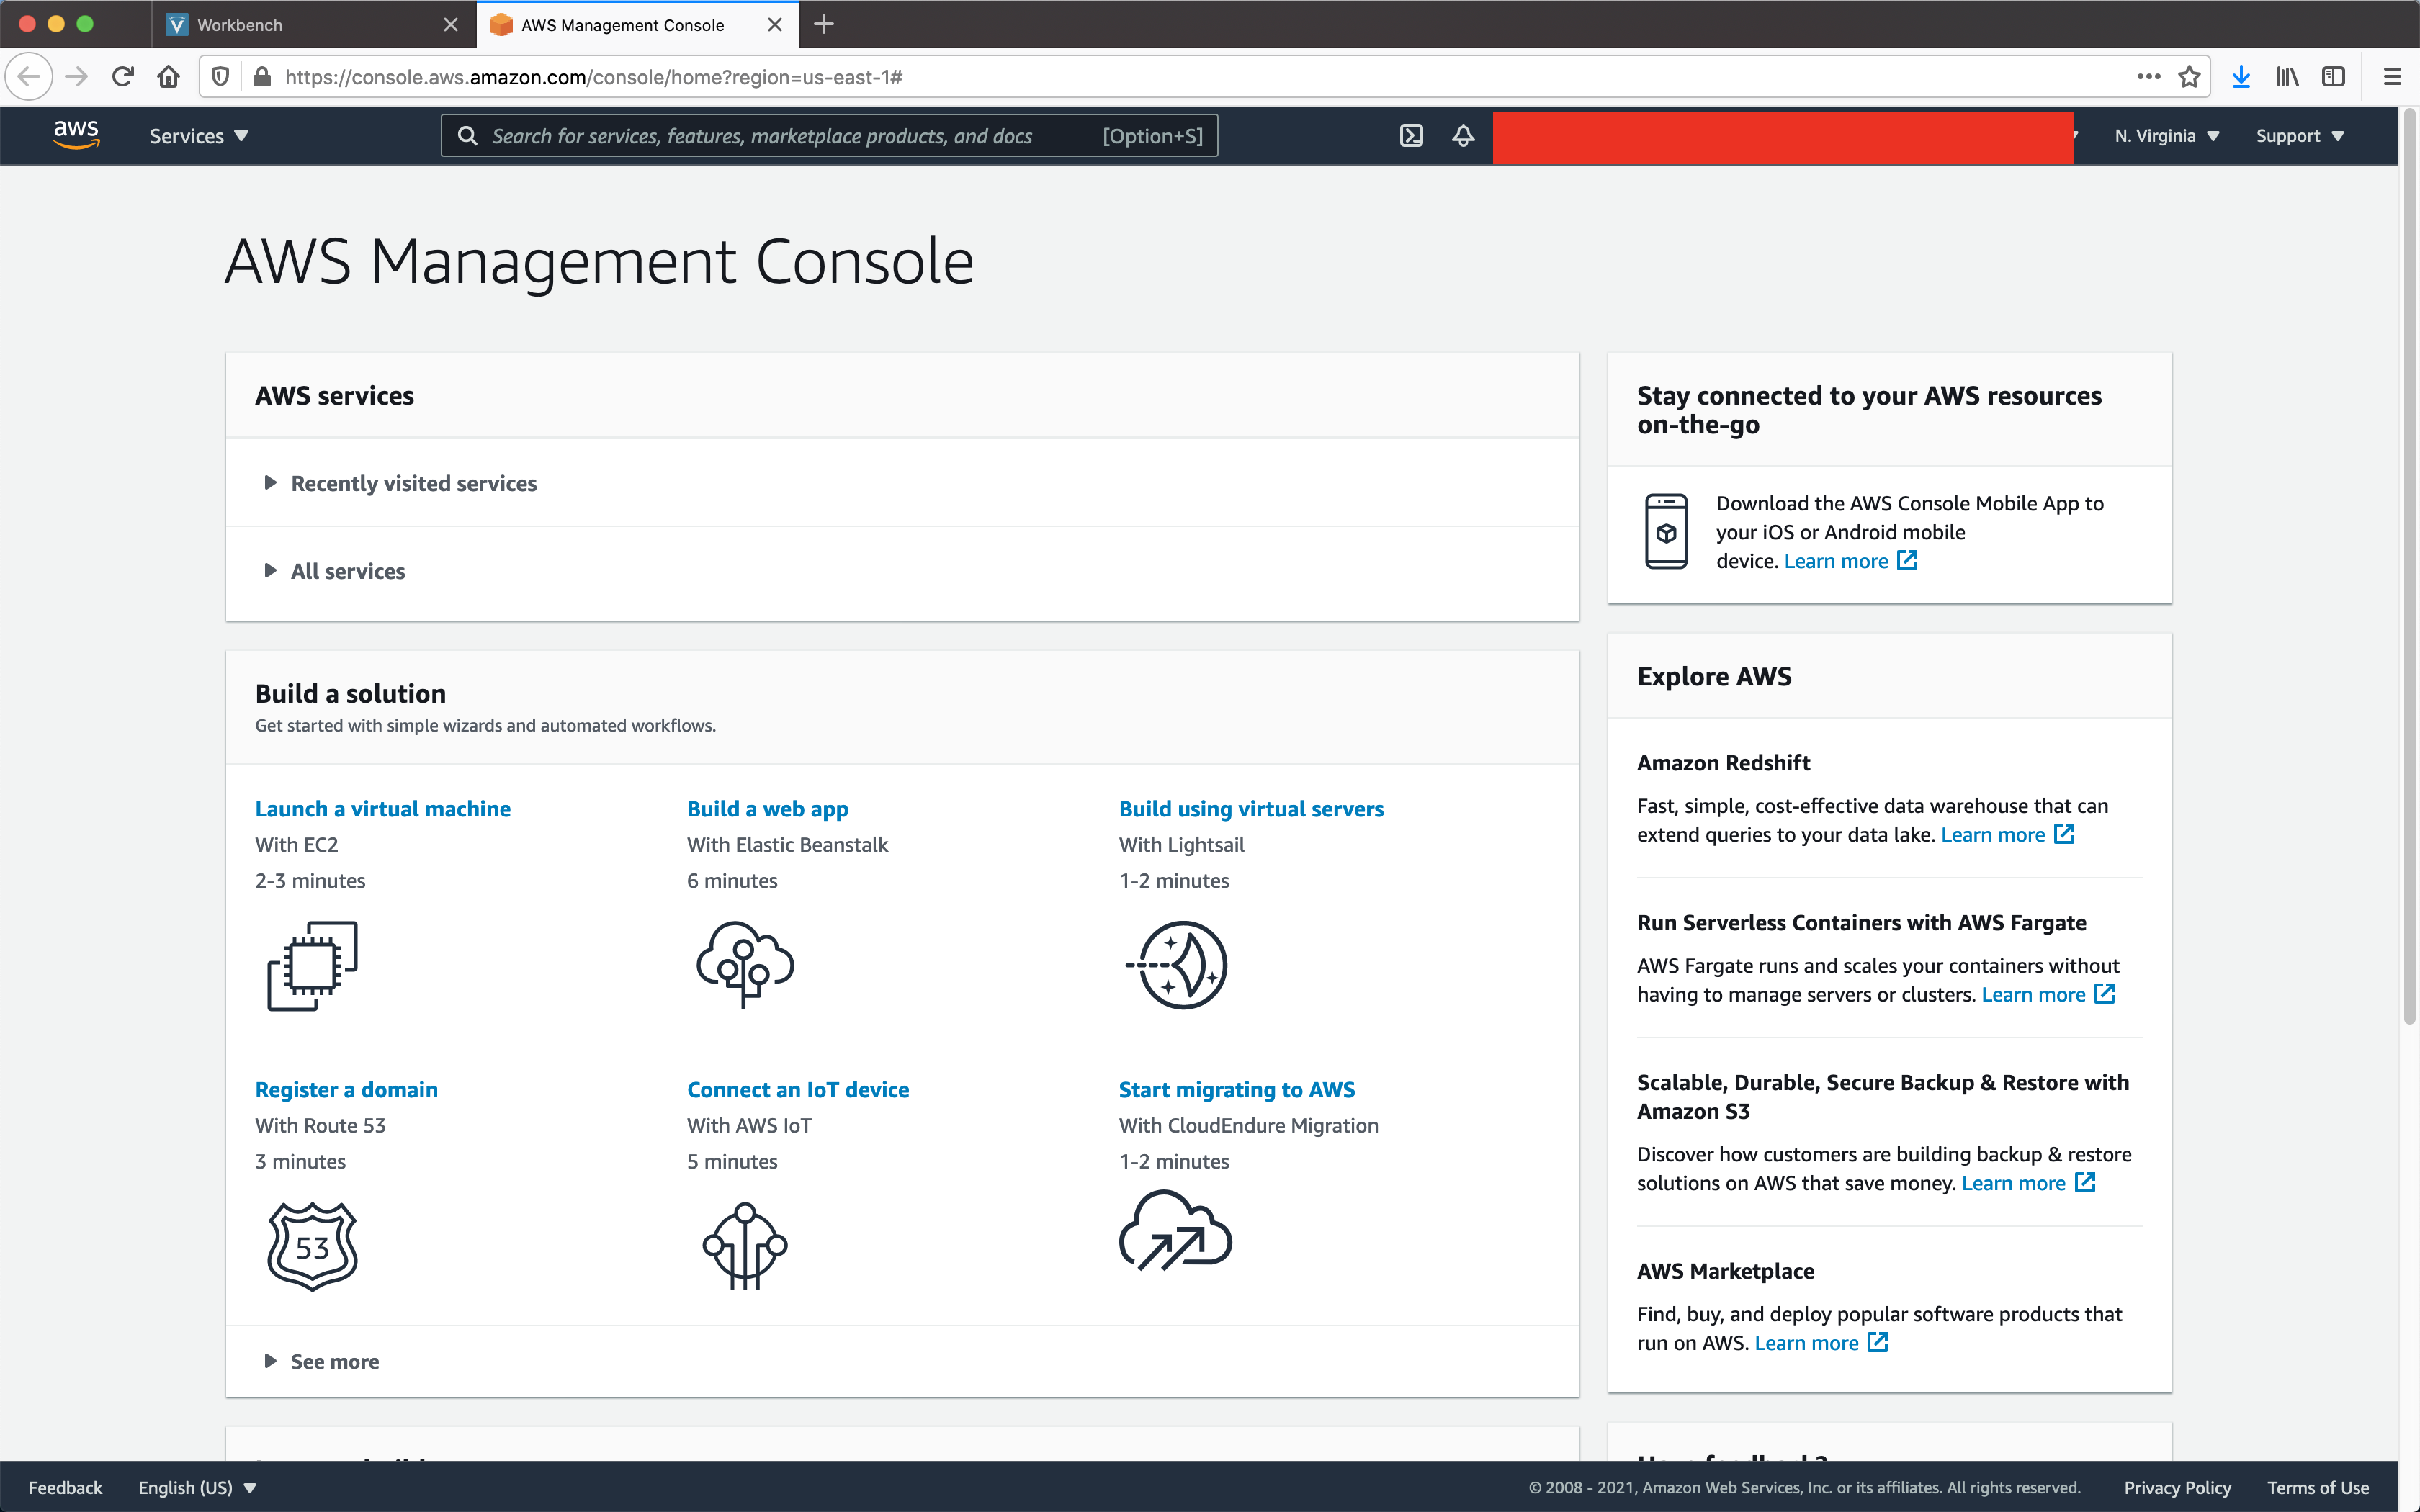 Workbench
AWS Management Console
https://console.aws.amazon.com/console/home?region=us-east-1#
aws
Services
Search for services, features, marketplace products, and docs
[Option+S]
N. Virginia
Support
AWS Management Console
AWS services
Recently visited services
All services
Build a solution
Get started with simple wizards and automated workflows.
Launch a virtual machine
With EC2
2-3 minutes
Build a web app
With Elastic Beanstalk
6 minutes
Build using virtual servers
With Lightsail
1-2 minutes
Register a domain
With Route 53
3 minutes
53
Connect an IoT device
With AWS IoT
5 minutes
Start migrating to AWS
With CloudEndure Migration
1-2 minutes
See more
Stay connected to your AWS resources
on-the-go
Download the AWS Console Mobile App to
your iOS or Android mobile
device. Learn more
Explore AWS
Amazon Redshift
Fast, simple, cost-effective data warehouse that can
extend queries to your data lake. Learn more
Run Serverless Containers with AWS Fargate
AWS Fargate runs and scales your containers without
having to manage servers or clusters. Learn more
Scalable, Durable, Secure Backup & Restore with
Amazon S3
Discover how customers are building backup & restore
solutions on AWS that save money. Learn more
AWS Marketplace
Find, buy, and deploy popular software products that
run on AWS. Learn more
Have feedback?
Feedback
English (US)
© 2008 - 2021, Amazon Web Services, Inc. or its affiliates. All rights reserved.
Privacy Policy
Terms of Use